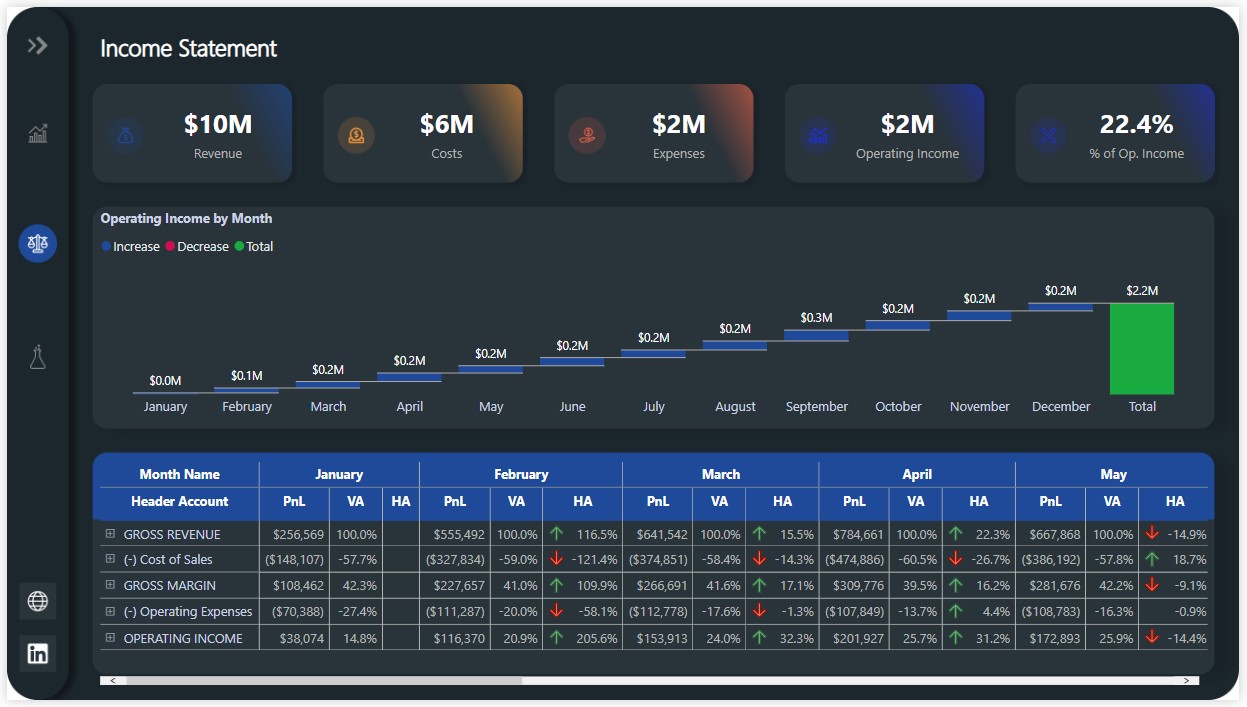 Income Statement
$10M
Revenue
$6M
Costs
$2M
Expenses
$2M
Operating Income
22.4%
% of Op. Income
Operating Income by Month
Increase Decrease Total
$0.0M $0.1M $0.2M $0.2M $0.2M $0.2M $0.2M $0.2M $0.3M $0.2M $0.2M $0.2M $2.2M
January February March April May June July August September October November December Total
Month Name January February March April May
Header Account PnL VA HA PnL VA HA PnL VA HA PnL VA HA PnL VA HA
GROSS REVENUE $256,569 100.0% $555,492 100.0% 116.5% $641,542 100.0% 15.5% $784,661 100.0% 22.3% $667,868 100.0% -14.9%
(-) Cost of Sales ($148,107) -57.7% ($327,834) -59.0% -121.4% ($374,851) -58.4% -14.3% ($474,886) -60.5% -26.7% ($386,192) -57.8% 18.7%
GROSS MARGIN $108,462 42.3% $227,657 41.0% 109.9% $266,691 41.6% 17.1% $309,776 39.5% 16.2% $281,676 42.2% -9.1%
(-) Operating Expenses ($70,388) -27.4% ($111,287) -20.0% -58.1% ($112,778) -17.6% -1.3% ($107,849) -13.7% 4.4% ($108,783) -16.3% -0.9%
OPERATING INCOME $38,074 14.8% $116,370 20.9% 205.6% $153,913 24.0% 32.3% $201,927 25.7% 31.2% $172,893 25.9% -14.4%
in